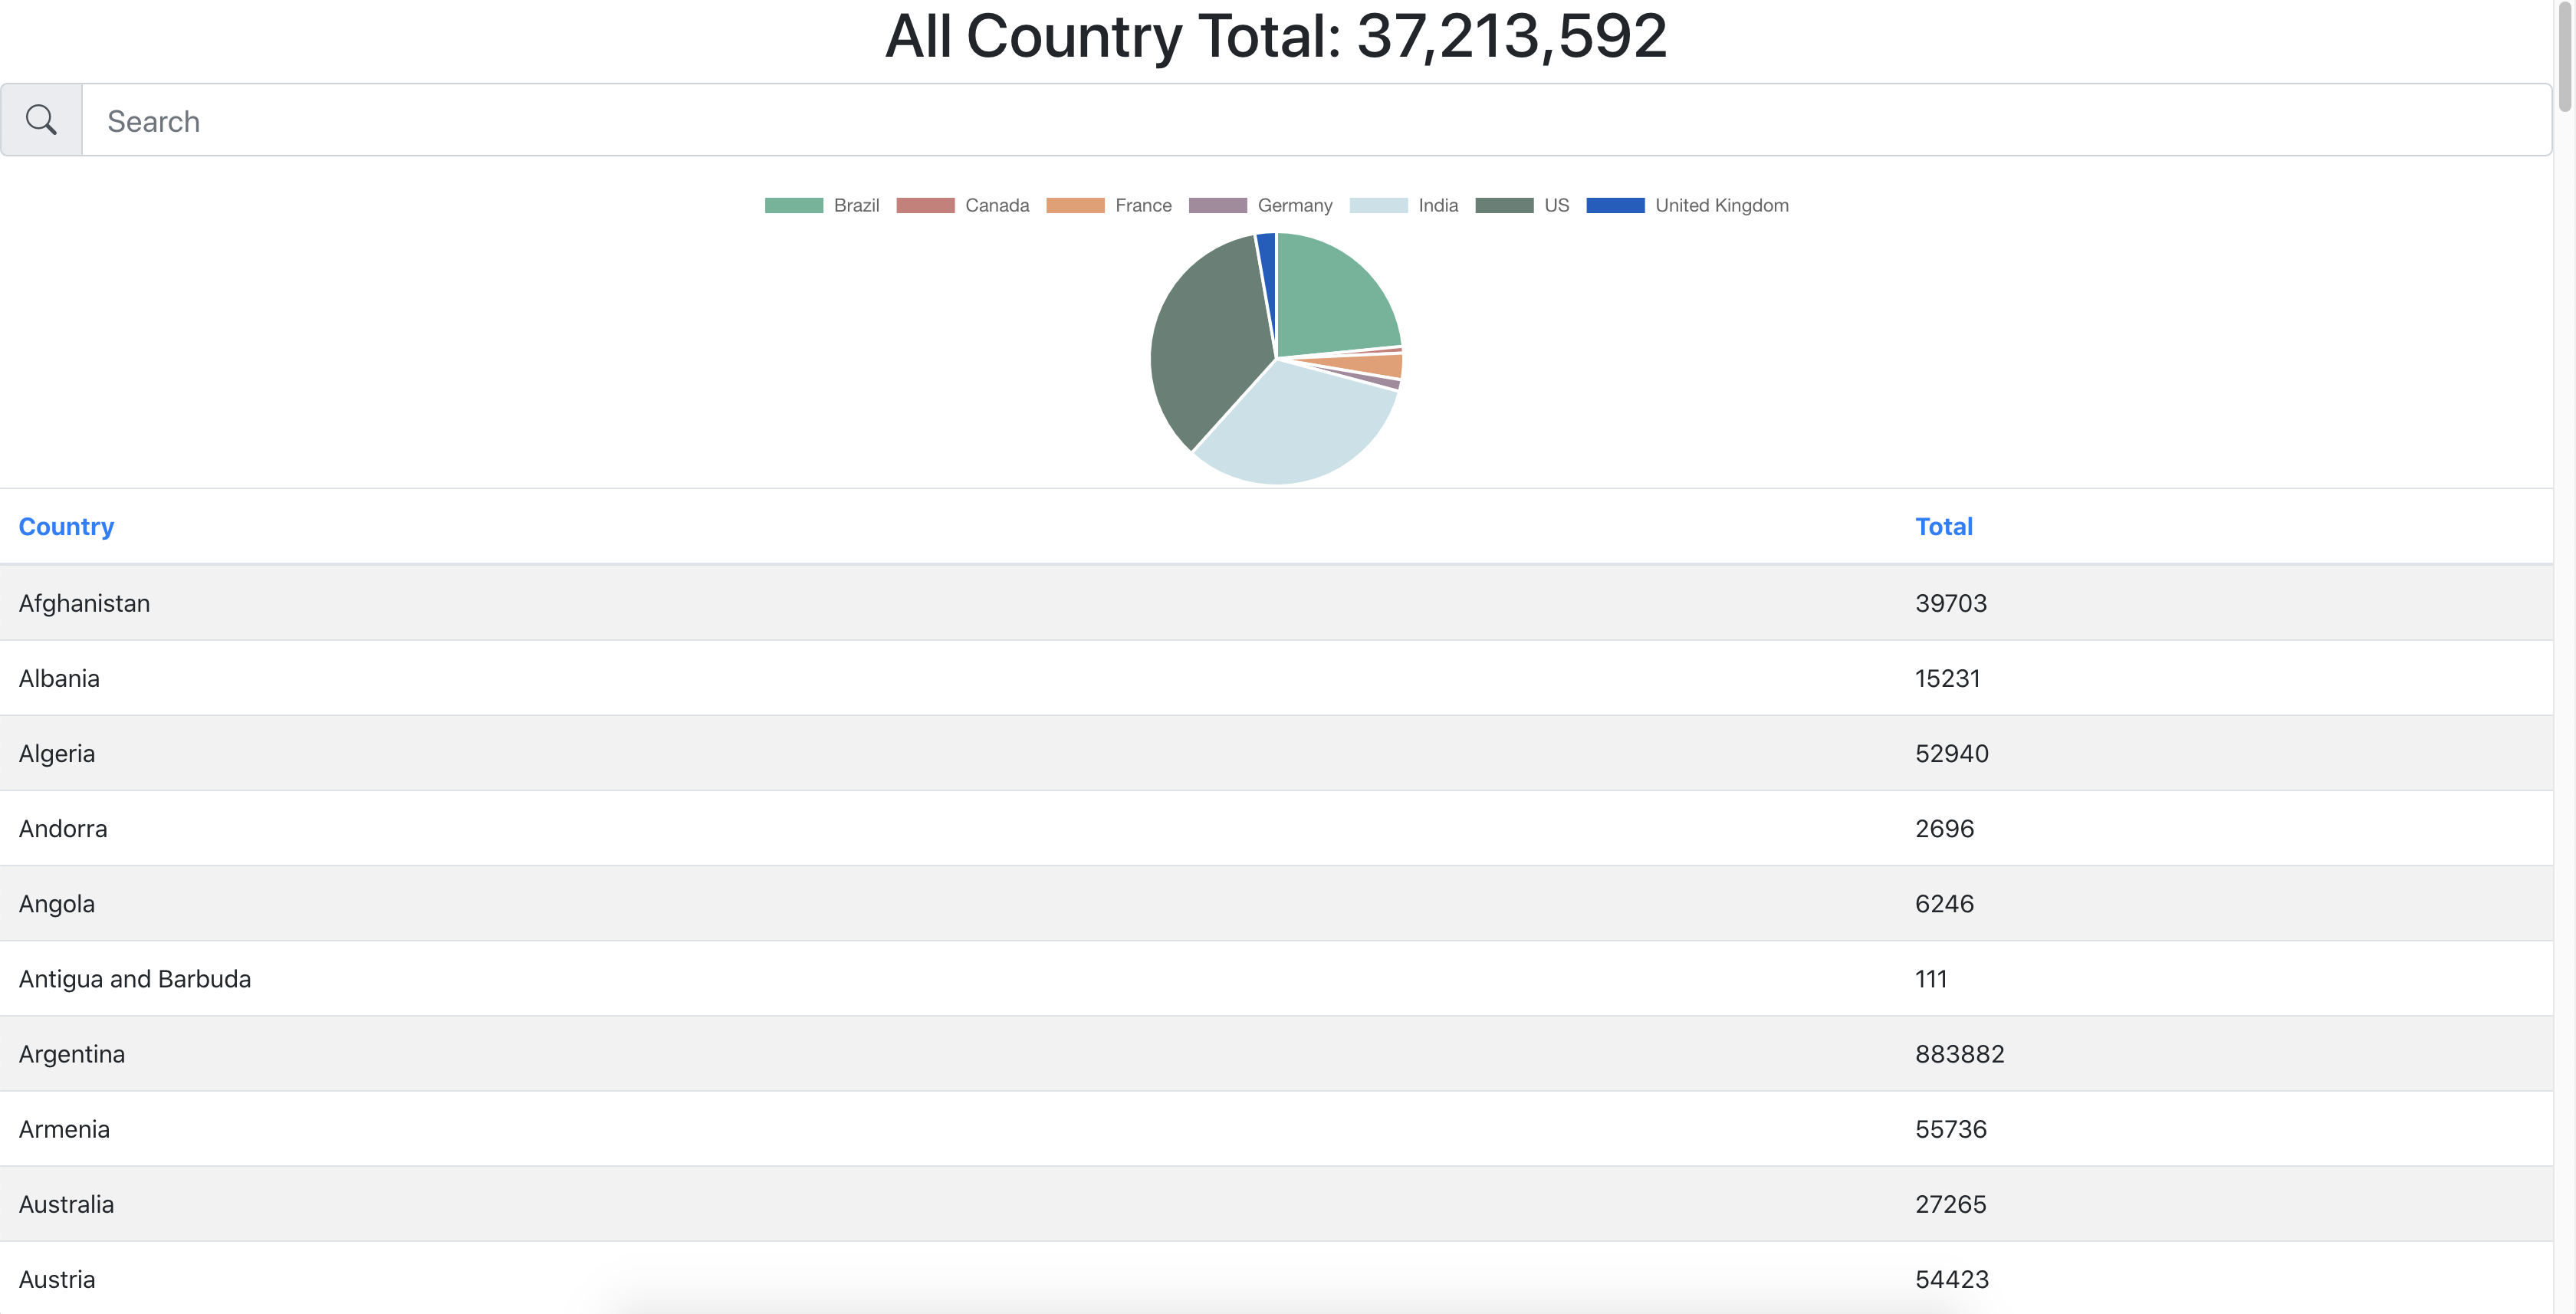 All Country Total: 37,213,592
Search
Brazil Canada France Germany India US United Kingdom
Country Total
Afghanistan 39703
Albania 15231
Algeria 52940
Andorra 2696
Angola 6246
Antigua and Barbuda 111
Argentina 883882
Armenia 55736
Australia 27265
Austria 54423